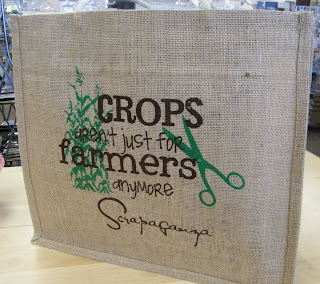 CROPS
aren't just for
farmers
anymore
Scrapaganza